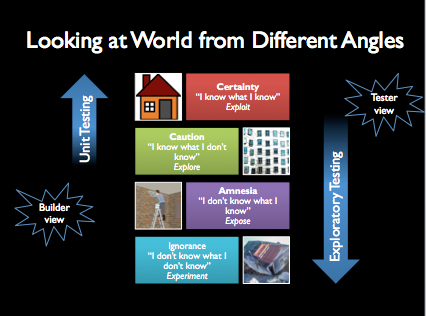 Looking at World from Different Angles
Unit Testing
Certainty
"I know what I know"
Exploit
Tester
view
Caution
"I know what I don't
know"
Explore
Amnesia
"I don't know what I
know"
Expose
Builder
view
Ignorance
"I don't know what I
don't know"
Experiment
Exploratory Testing